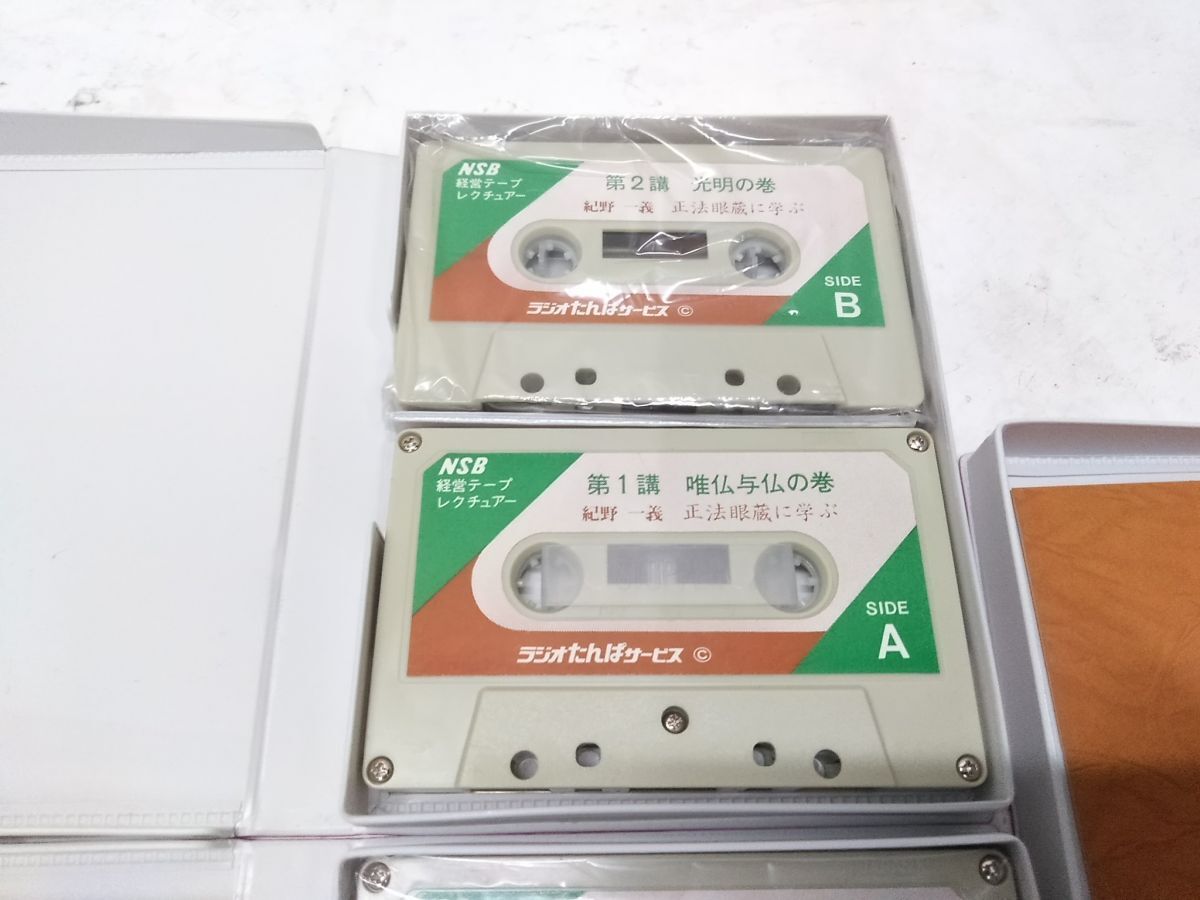 NSB
経営テープ
レクチュアー
第2講 光明の巻
紀野 一義 正法眼蔵に学ぶ
SIDE
B
ラジオたんぱサービス ©
NSB
経営テープ
レクチュアー
第1講 唯仏与仏の巻
紀野 一義 正法眼蔵に学ぶ
SIDE
A
ラジオたんぱサービス ©